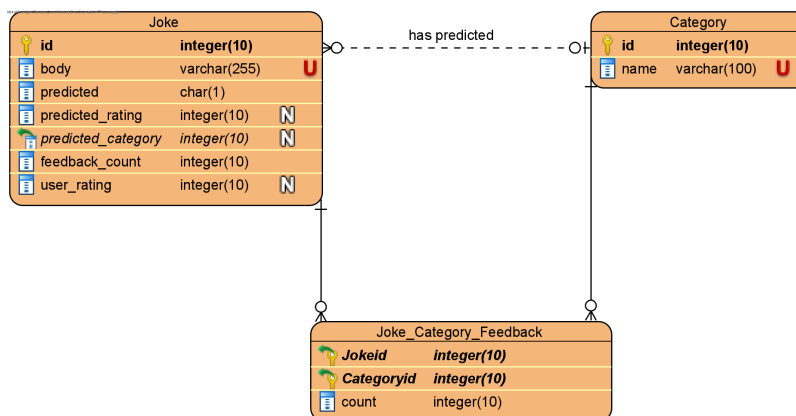 Joke
id integer(10)
body varchar(255) U
predicted char(1)
predicted_rating integer(10) N
predicted_category integer(10) N
feedback_count integer(10)
user_rating integer(10) N
has predicted
Category
id integer(10)
name varchar(100) U
Joke_Category_Feedback
Jokeid integer(10)
Categoryid integer(10)
count integer(10)